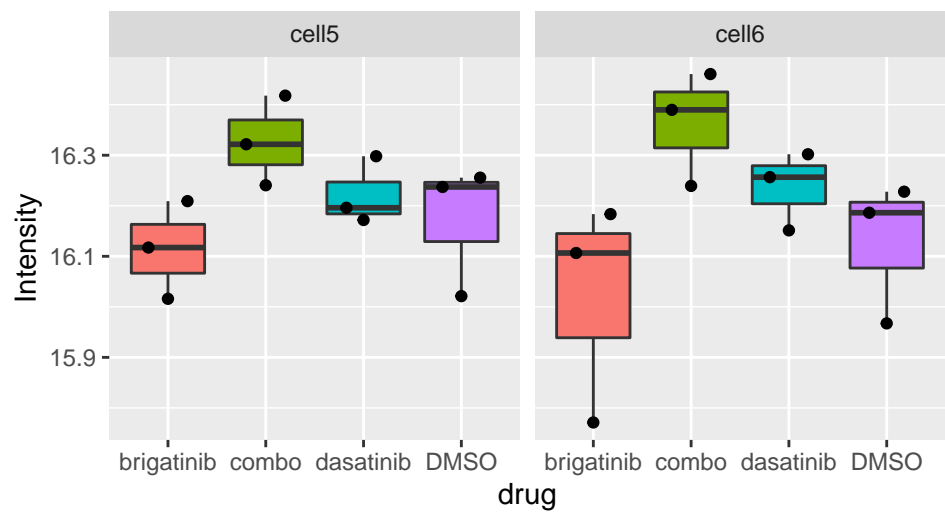 cell5 cell6
Intensity
16.3
16.1
15.9
brigatinib combo dasatinib DMSO brigatinib combo dasatinib DMSO
drug